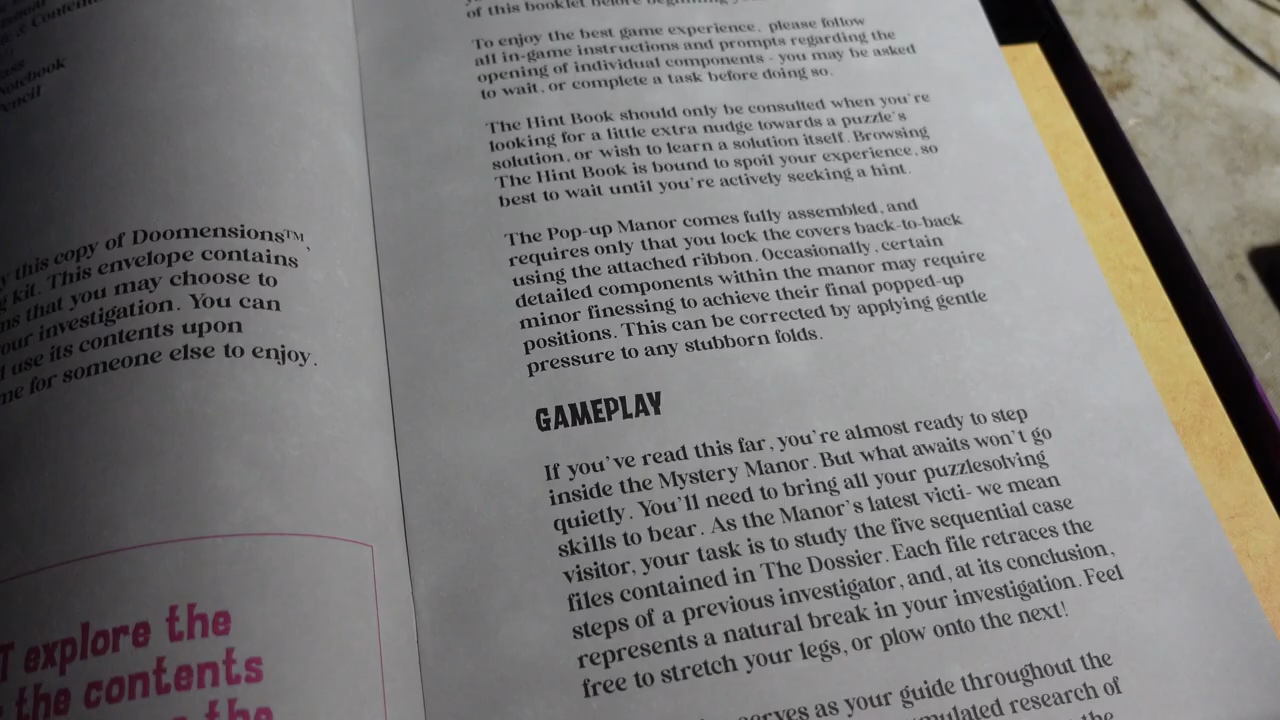 Notebook
this copy of Doomensions™,
kit. This envelope contains
that you may choose to
your investigation. You can
use its contents upon
for someone else to enjoy.
explore the
the contents
the
of this booklet before
To enjoy the best game experience, please follow
all in-game instructions and prompts regarding the
opening of individual components - you may be asked
to wait, or complete a task before doing so.
The Hint Book should only be consulted when you're
looking for a little extra nudge towards a puzzle's
solution, or wish to learn a solution itself. Browsing
The Hint Book is bound to spoil your experience, so
best to wait until you're actively seeking a hint.
The Pop-up Manor comes fully assembled, and
requires only that you lock the covers back-to-back
using the attached ribbon. Occasionally, certain
detailed components within the manor may require
minor finessing to achieve their final popped-up
positions. This can be corrected by applying gentle
pressure to any stubborn folds.
GAMEPLAY
If you've read this far, you're almost ready to step
inside the Mystery Manor. But what awaits won't go
quietly. You'll need to bring all your puzzlesolving
skills to bear. As the Manor's latest victi- we mean
visitor, your task is to study the five sequential case
files contained in The Dossier. Each file retraces the
steps of a previous investigator, and, at its conclusion,
represents a natural break in your investigation. Feel
free to stretch your legs, or plow onto the next!
serves as your guide throughout the
research of
the